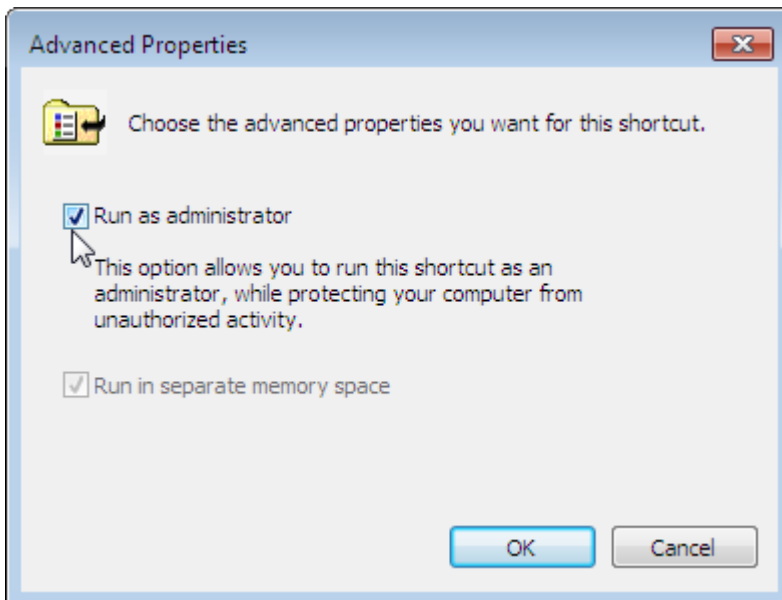 Advanced Properties
Choose the advanced properties you want for this shortcut.
Run as administrator
This option allows you to run this shortcut as an
administrator, while protecting your computer from
unauthorized activity.
Run in separate memory space
OK Cancel